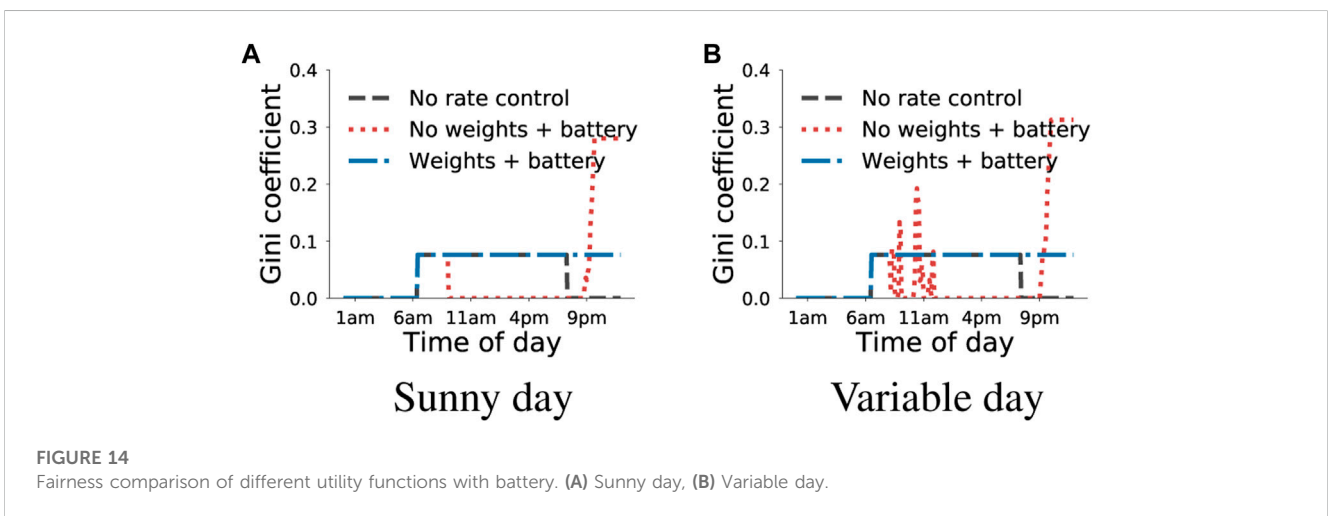 A
Gini coefficient
0.4
0.3
0.2
0.1
0.0
No rate control
No weights + battery
Weights + battery
1am 6am 11am 4pm 9pm
Time of day
Sunny day
B
Gini coefficient
0.4
0.3
0.2
0.1
0.0
No rate control
No weights + battery
Weights + battery
1am 6am 11am 4pm 9pm
Time of day
Variable day
FIGURE 14
Fairness comparison of different utility functions with battery. (A) Sunny day, (B) Variable day.